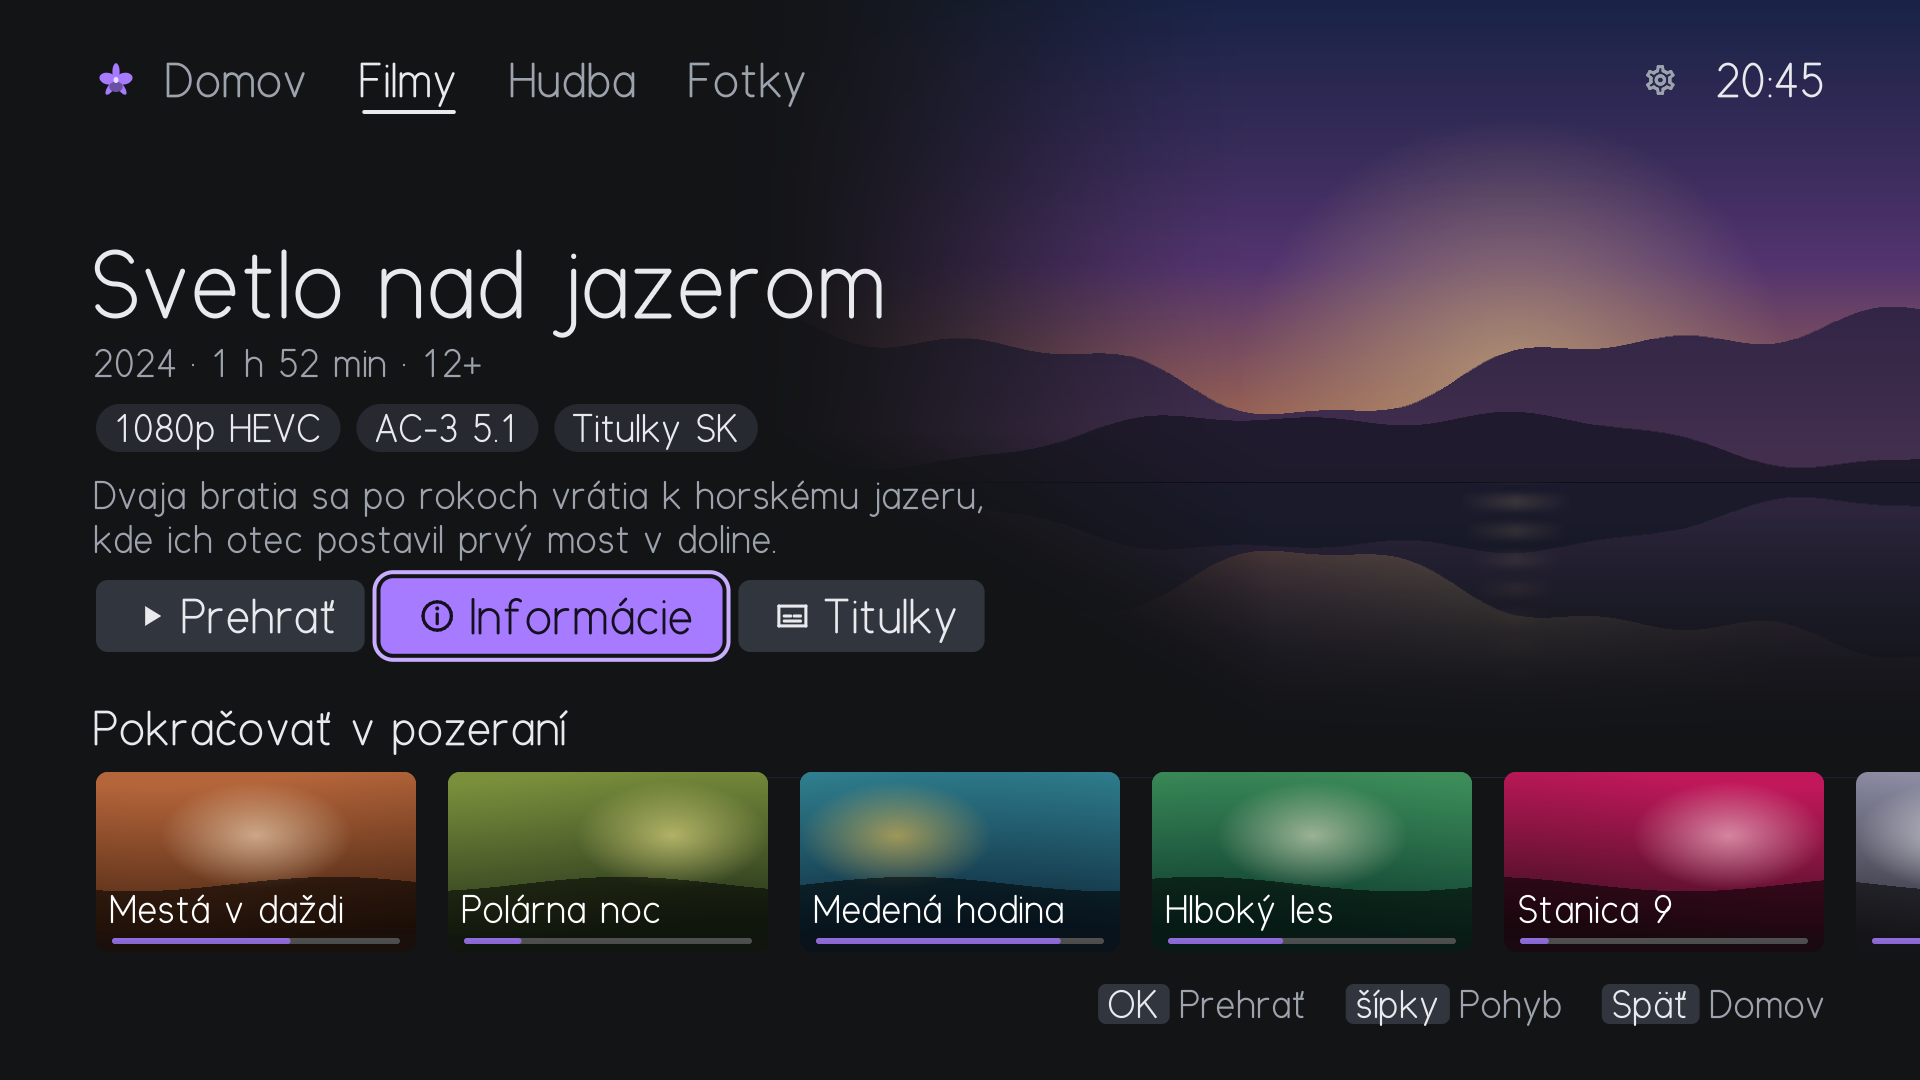 Domov Filmy Hudba Fotky 20:45
Svetlo nad jazerom
2024 · 1 h 52 min · 12+
1080p HEVC AC-3 5.1 Titulky SK
Dvaja bratia sa po rokoch vrátia k horskému jazeru,
kde ich otec postavil prvý most v doline.
Prehrať Informácie Titulky
Pokračovať v pozeraní
Mestá v daždi Polárna noc Medená hodina Hlboký les Stanica 9
OK Prehrať šípky Pohyb Späť Domov